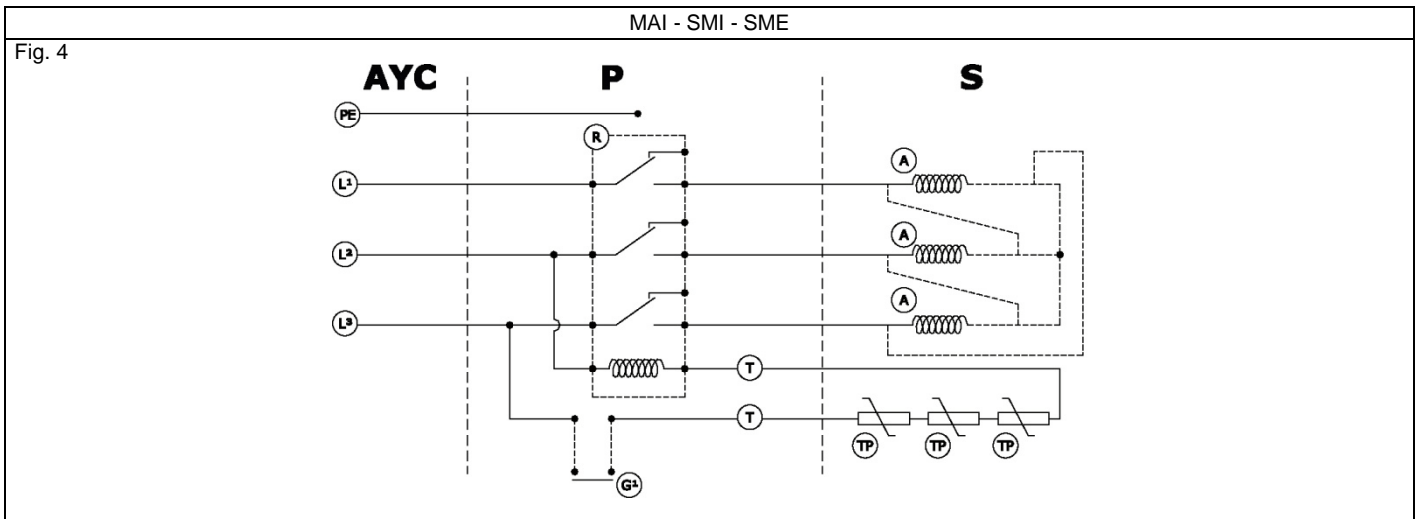 MAI - SMI - SME
Fig. 4
AYC P S
PE
R
L¹
A
L²
A
L³
A
T
T
TP TP TP
G¹